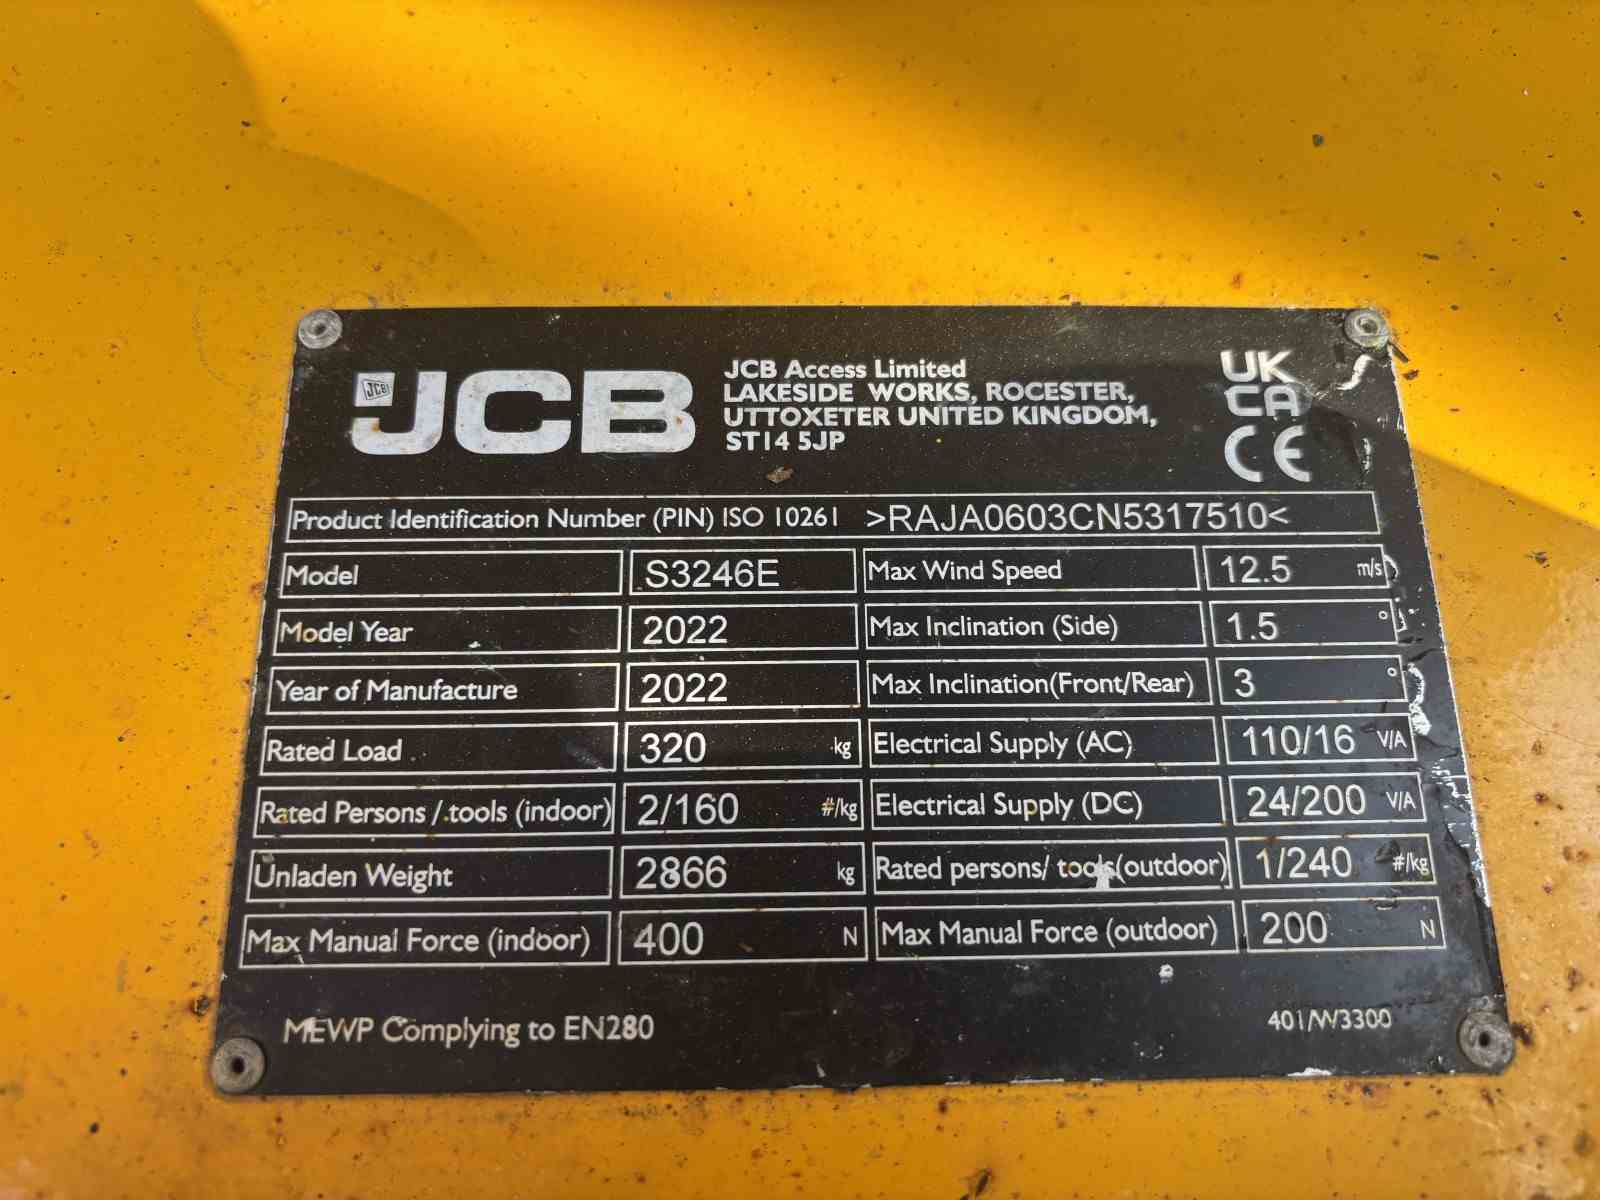 JCB
JCB
JCB Access Limited
LAKESIDE WORKS, ROCESTER,
UTTOXETER UNITED KINGDOM,
ST14 5JP
UK
CA
CE
Product Identification Number (PIN) ISO 10261 >RAJA0603CN5317510<
Model S3246E Max Wind Speed 12.5 m/s
Model Year 2022 Max Inclination (Side) 1.5 °
Year of Manufacture 2022 Max Inclination(Front/Rear) 3 °
Rated Load 320 kg Electrical Supply (AC) 110/16 V/A
Rated Persons / tools (indoor) 2/160 #/kg Electrical Supply (DC) 24/200 V/A
Unladen Weight 2866 kg Rated persons/ tools(outdoor) 1/240 #/kg
Max Manual Force (indoor) 400 N Max Manual Force (outdoor) 200 N
MEWP Complying to EN280
401/W3300